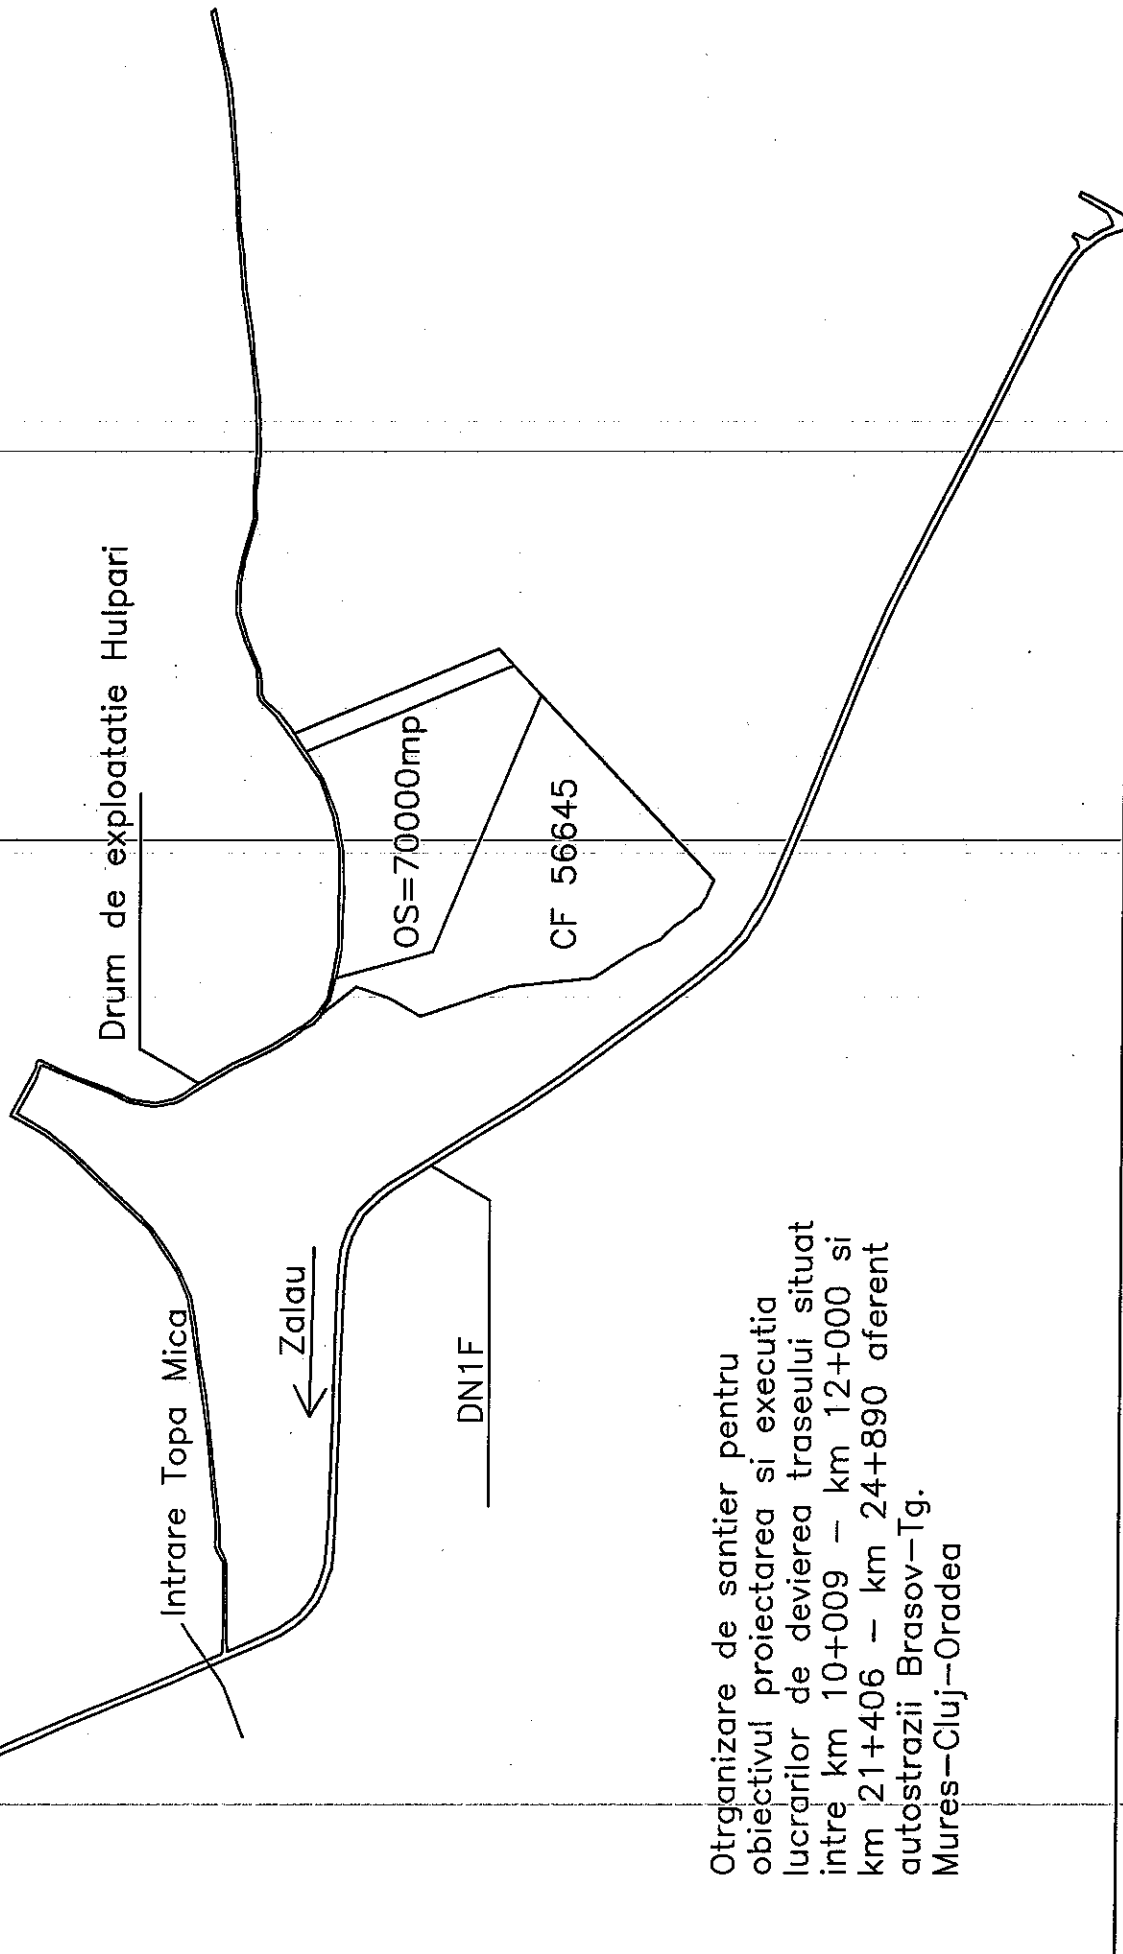 Drum de exploatatie Hulpari
OS=70000mp
CF 56645
Intrare Topa Mica
Zalau
DN1F
Otrganizare de santier pentru
obiectivul proiectarea si executia
lucrarilor de devierea traseului situat
intre km 10+009 - km 12+000 si
km 21+406 - km 24+890 aferent
autostrazii Brasov-Tg.
Mures-Cluj-Oradea